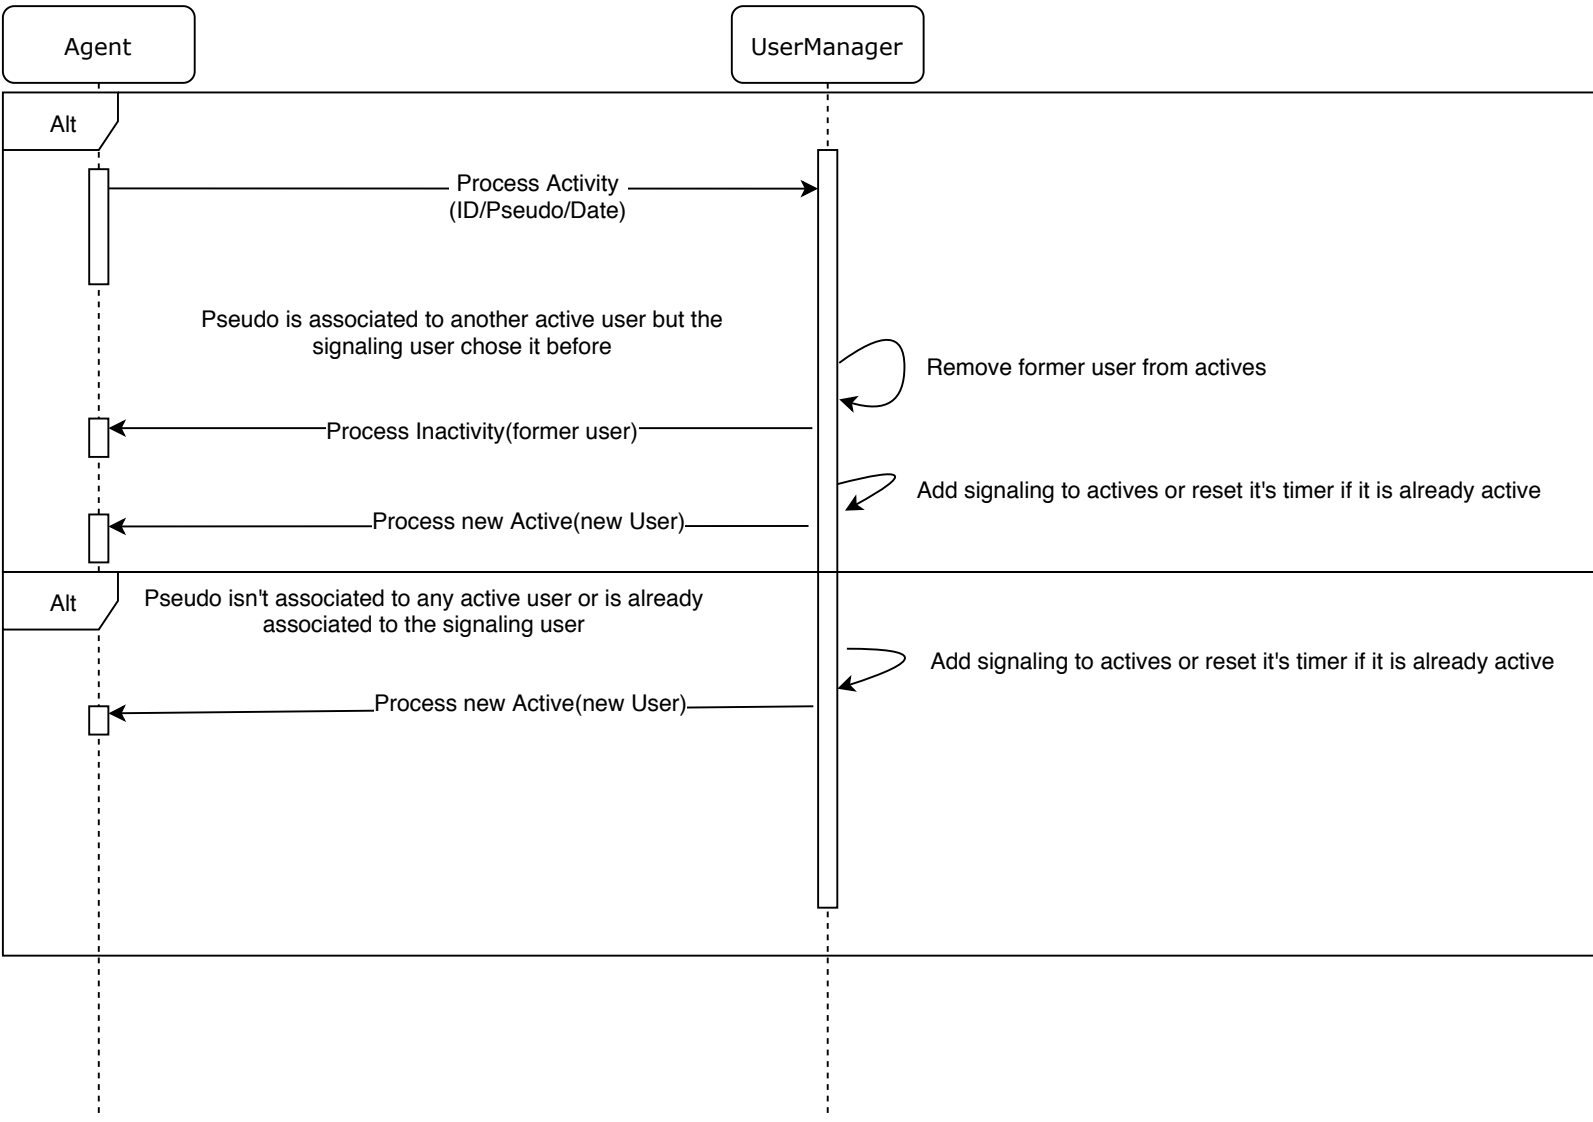 Agent
UserManager
Alt
Process Activity
(ID/Pseudo/Date)
Pseudo is associated to another active user but the
signaling user chose it before
Remove former user from actives
Process Inactivity(former user)
Add signaling to actives or reset it's timer if it is already active
Process new Active(new User)
Alt
Pseudo isn't associated to any active user or is already
associated to the signaling user
Add signaling to actives or reset it's timer if it is already active
Process new Active(new User)